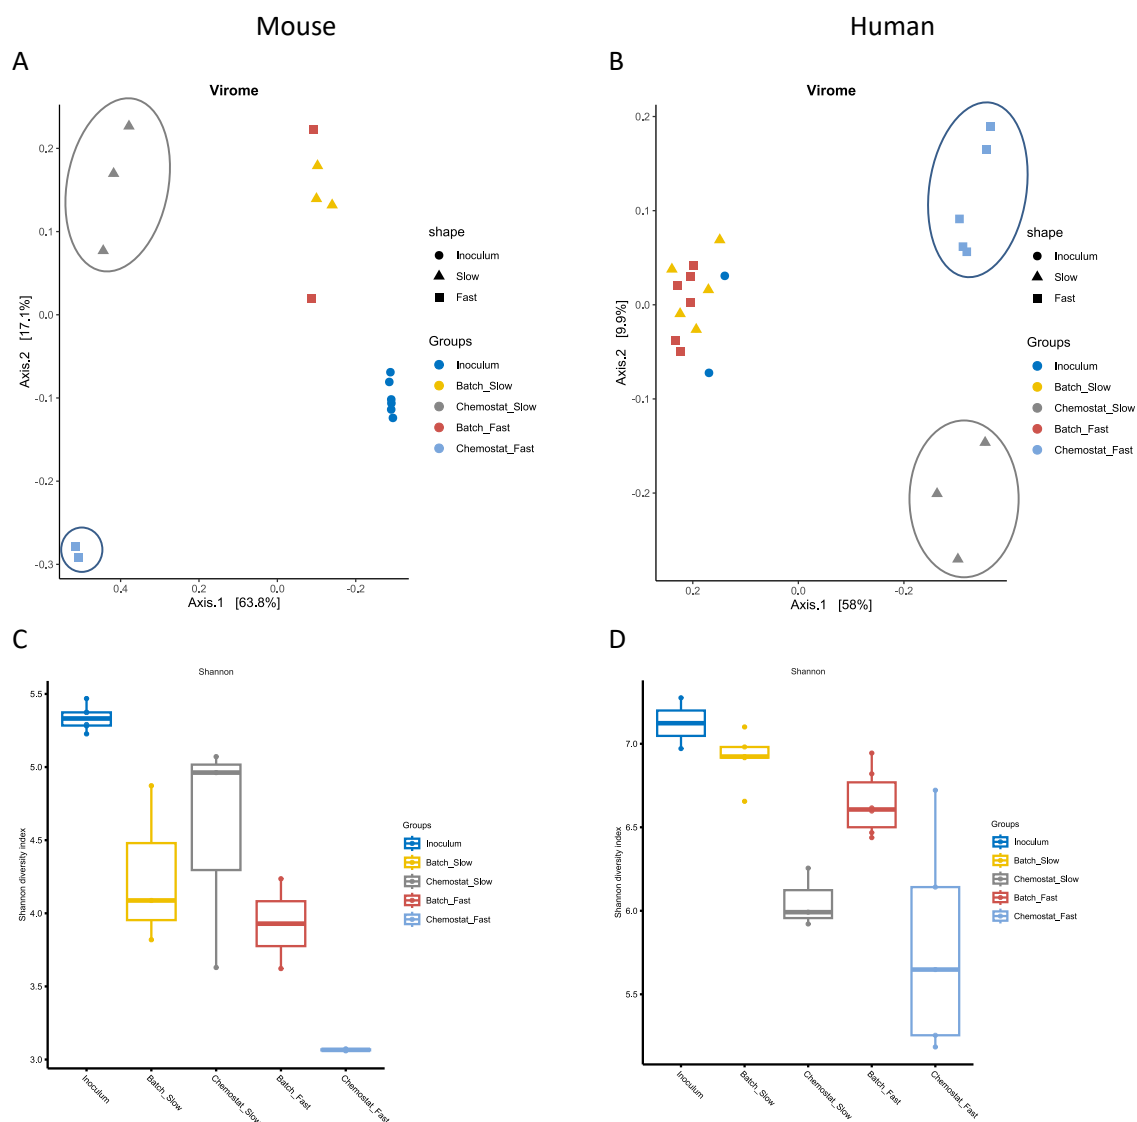 Mouse
Human
A
B
Virome
Virome
0.2
0.1
0.0
-0.1
-0.2
-0.3
Axis.2 [17.1%]
0.4
0.2
0.0
-0.2
Axis.1 [63.8%]
shape
Inoculum
Slow
Fast
Groups
Inoculum
Batch_Slow
Chemostat_Slow
Batch_Fast
Chemostat_Fast
0.2
0.1
0.0
-0.1
-0.2
Axis.2 [9.9%]
0.2
0.0
-0.2
Axis.1 [58%]
shape
Inoculum
Slow
Fast
Groups
Inoculum
Batch_Slow
Chemostat_Slow
Batch_Fast
Chemostat_Fast
C
D
Shannon
5.5
5.0
4.5
4.0
3.5
3.0
Shannon diversity index
Inoculum
Batch_Slow
Chemostat_Slow
Batch_Fast
Chemostat_Fast
Groups
Inoculum
Batch_Slow
Chemostat_Slow
Batch_Fast
Chemostat_Fast
Shannon
7.0
6.5
6.0
5.5
Shannon diversity index
Inoculum
Batch_Slow
Chemostat_Slow
Batch_Fast
Chemostat_Fast
Groups
Inoculum
Batch_Slow
Chemostat_Slow
Batch_Fast
Chemostat_Fast